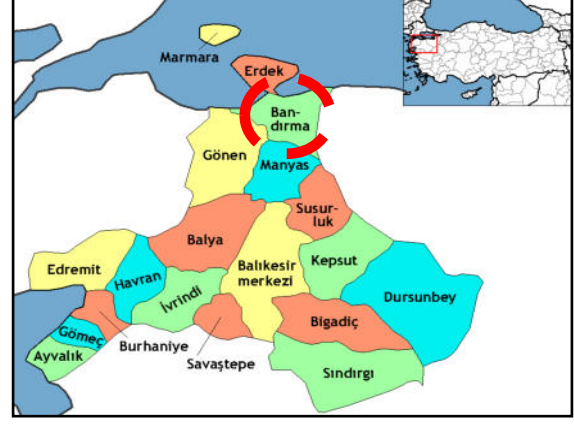 Marmara
Erdek
Ban-
dırma
Gönen
Manyas
Susur-
luk
Balya
Edremit
Havran
İvrindi
Balıkesir
merkezi
Kepsut
Dursunbey
Gömeç
Ayvalık
Burhaniye
Savaştepe
Bigadiç
Sındırgı